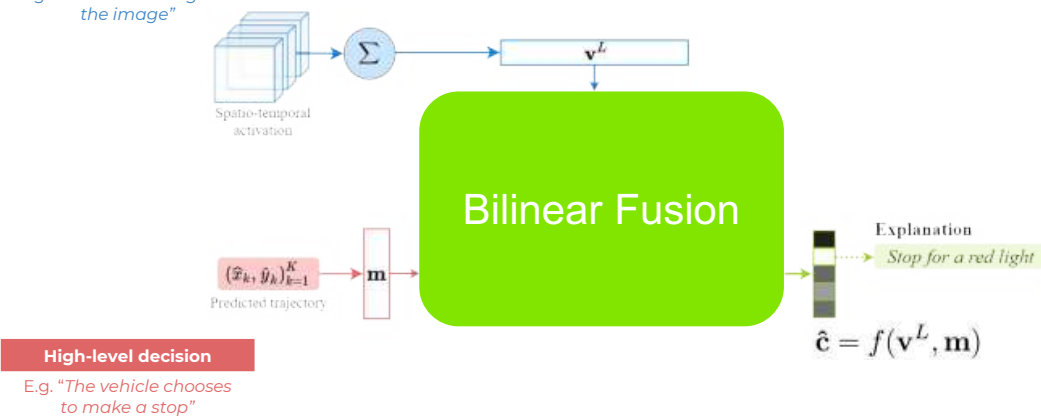 the image”
Σ
v^L
Spatio-temporal
activation
Bilinear Fusion
Explanation
Stop for a red light
(x̂_k, ŷ_k)_{k=1}^K
m
Predicted trajectory
ĉ = f(v^L, m)
High-level decision
E.g. “The vehicle chooses
to make a stop”